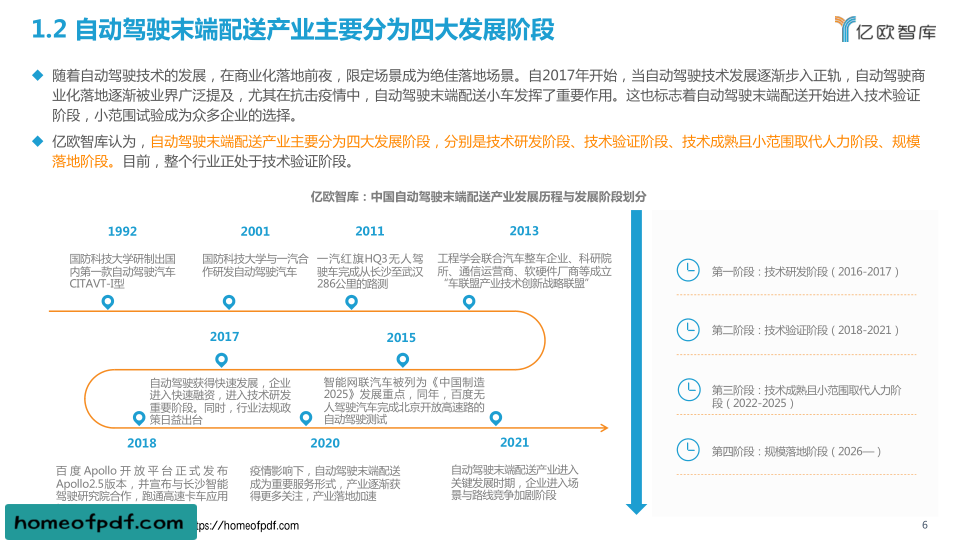 1.2 自动驾驶末端配送产业主要分为四大发展阶段
亿欧智库
随着自动驾驶技术的发展，在商业化落地前夜，限定场景成为绝佳落地场景。自2017年开始，当自动驾驶技术发展逐渐步入正轨，自动驾驶商
业化落地逐渐被业界广泛提及，尤其在抗击疫情中，自动驾驶末端配送小车发挥了重要作用。这也标志着自动驾驶末端配送开始进入技术验证
阶段，小范围试验成为众多企业的选择。
亿欧智库认为，自动驾驶末端配送产业主要分为四大发展阶段，分别是技术研发阶段、技术验证阶段、技术成熟且小范围取代人力阶段、规模
落地阶段。目前，整个行业正处于技术验证阶段。
亿欧智库：中国自动驾驶末端配送产业发展历程与发展阶段划分
1992
国防科技大学研制出国
内第一款自动驾驶汽车
CITAVT-I型
2001
国防科技大学与一汽合
作研发自动驾驶汽车
2011
一汽红旗HQ3无人驾
驶车完成从长沙至武汉
286公里的路测
2013
工程学会联合汽车整车企业、科研院
所、通信运营商、软硬件厂商等成立
“车联盟产业技术创新战略联盟”
2017
自动驾驶获得快速发展，企业
进入快速融资，进入技术研发
重要阶段。同时，行业法规政
策日益出台
2015
智能网联汽车被列为《中国制造
2025》发展重点，同年，百度无
人驾驶汽车完成北京开放高速路的
自动驾驶测试
2018
百度Apollo开放平台正式发布
Apollo2.5版本，并宣布与长沙智能
驾驶研究院合作，跑通高速卡车应用
2020
疫情影响下，自动驾驶末端配送
成为重要服务形式，产业逐渐获
得更多关注，产业落地加速
2021
自动驾驶末端配送产业进入
关键发展时期，企业进入场
景与路线竞争加剧阶段
第一阶段：技术研发阶段（2016-2017）
第二阶段：技术验证阶段（2018-2021）
第三阶段：技术成熟且小范围取代人力阶
段（2022-2025）
第四阶段：规模落地阶段（2026—）
homeofpdf.com
ttps://homeofpdf.com
6